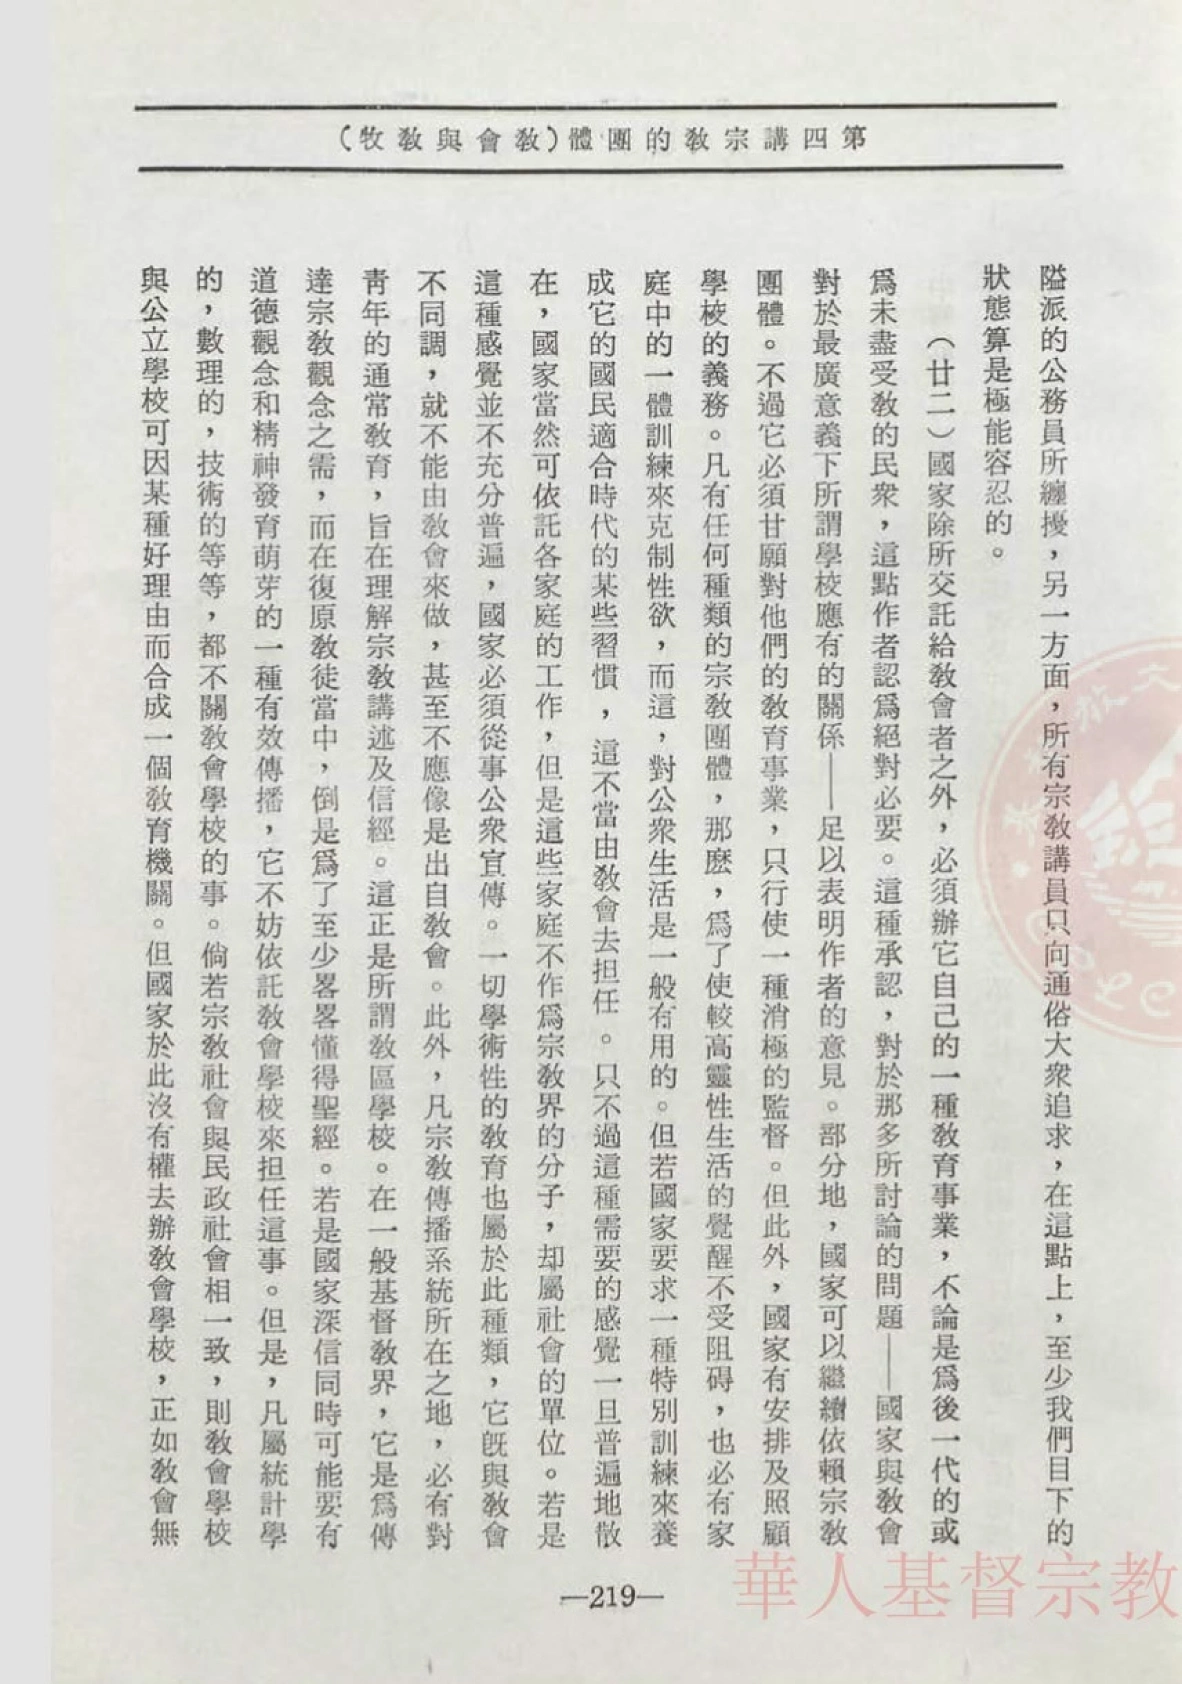 第四講宗教的團體(教會與教牧)
隘派的公務員所纏擾，另一方面，所有宗教講員只向通俗大衆追求，在這點上，至少我們目下的
狀態算是極能容忍的。
（廿二）國家除所交託給教會者之外，必須辦它自己的一種教育事業，不論是爲後一代的或
爲未盡受教的民衆，這點作者認爲絕對必要。這種承認，對於那多所討論的問題——國家與教會
對於最廣意義下所謂學校應有的關係——足以表明作者的意見。部分地，國家可以繼續依賴宗教
團體。不過它必須甘願對他們的教育事業，只行使一種消極的監督。但此外，國家有安排及照顧
學校的義務。凡有任何種類的宗教團體，那麽，爲了使較高靈性生活的覺醒不受阻碍，也必有家
庭中的一體訓練來克制性欲，而這，對公衆生活是一般有用的。但若國家要求一種特別訓練來養
成它的國民適合時代的某些習慣，這不當由教會去担任。只不過這種需要的感覺一旦普遍地散
在，國家當然可依託各家庭的工作，但是這些家庭不作爲宗教界的分子，却屬社會的單位。若是
這種感覺並不充分普遍，國家必須從事公衆宣傳。一切學術性的教育也屬於此種類，它旣與教會
不同調，就不能由教會來做，甚至不應像是出自教會。此外，凡宗教傳播系統所在之地，必有對
靑年的通常教育，旨在理解宗教講述及信經。這正是所謂教區學校。在一般基督教界，它是爲傳
達宗教觀念之需，而在復原教徒當中，倒是爲了至少畧畧懂得聖經。若是國家深信同時可能要有
道德觀念和精神發育萌芽的一種有效傳播，它不妨依託教會學校來担任這事。但是，凡屬統計學
的，數理的，技術的等等，都不關教會學校的事。倘若宗教社會與民政社會相一致，則教會學校
與公立學校可因某種好理由而合成一個教育機關。但國家於此沒有權去辦教會學校，正如教會無
—219—
華人基督宗教